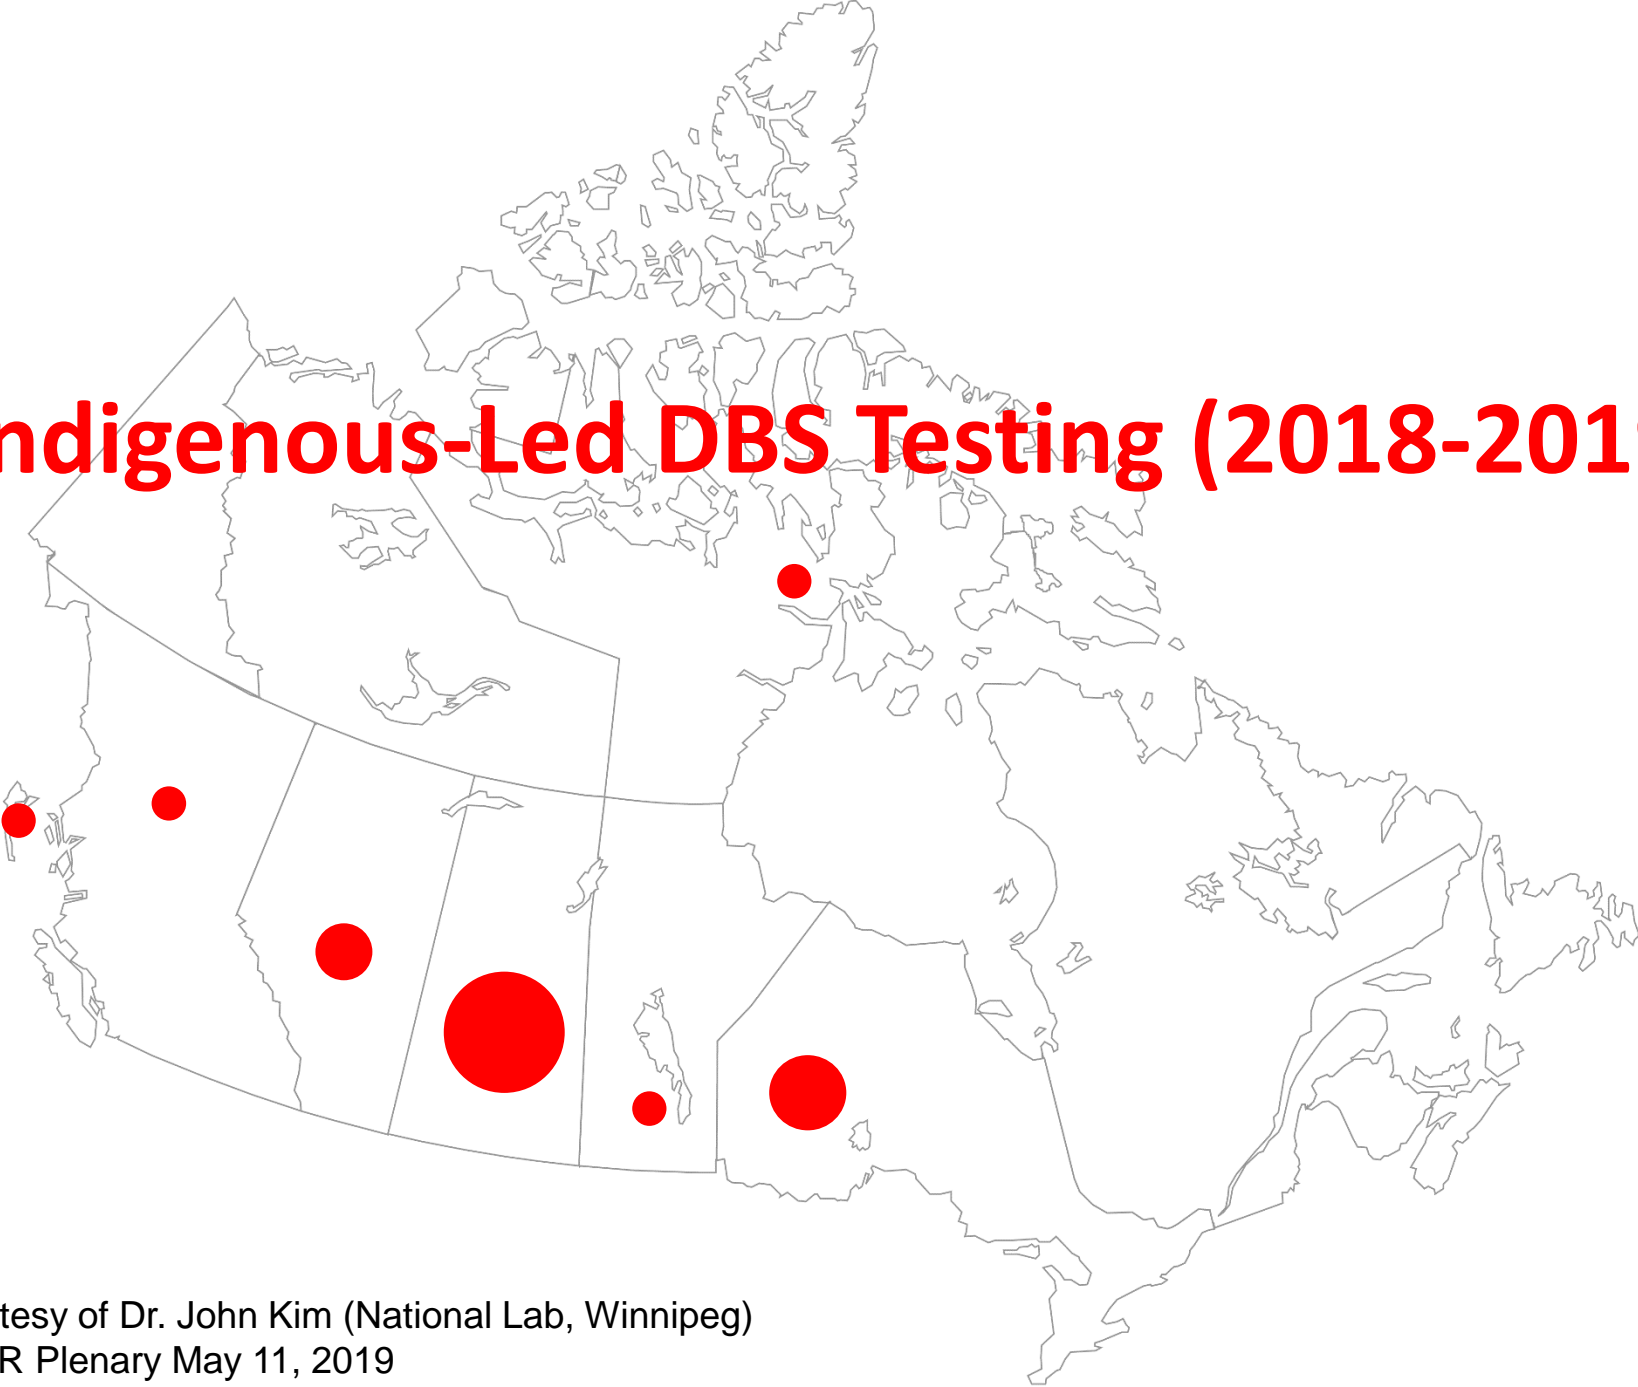 ndigenous-Led DBS Testing (2018-201
tesy of Dr. John Kim (National Lab, Winnipeg)
R Plenary May 11, 2019